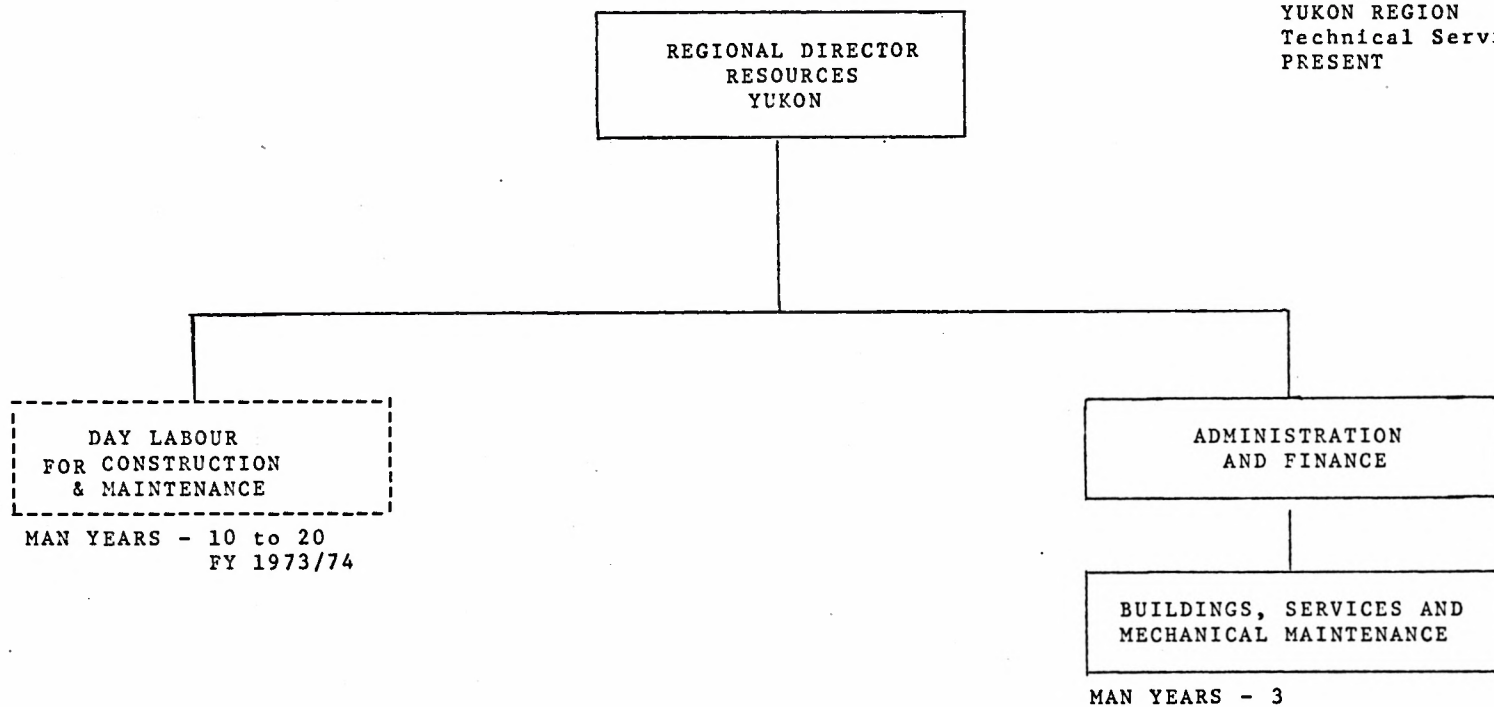 YUKON REGION
Technical
PRESENT
REGIONAL DIRECTOR
RESOURCES
YUKON
DAY LABOUR
FOR CONSTRUCTION
& MAINTENANCE
MAN YEARS - 10 to 20
FY 1973/74
ADMINISTRATION
AND FINANCE
BUILDINGS, SERVICES AND
MECHANICAL MAINTENANCE
MAN YEARS - 3